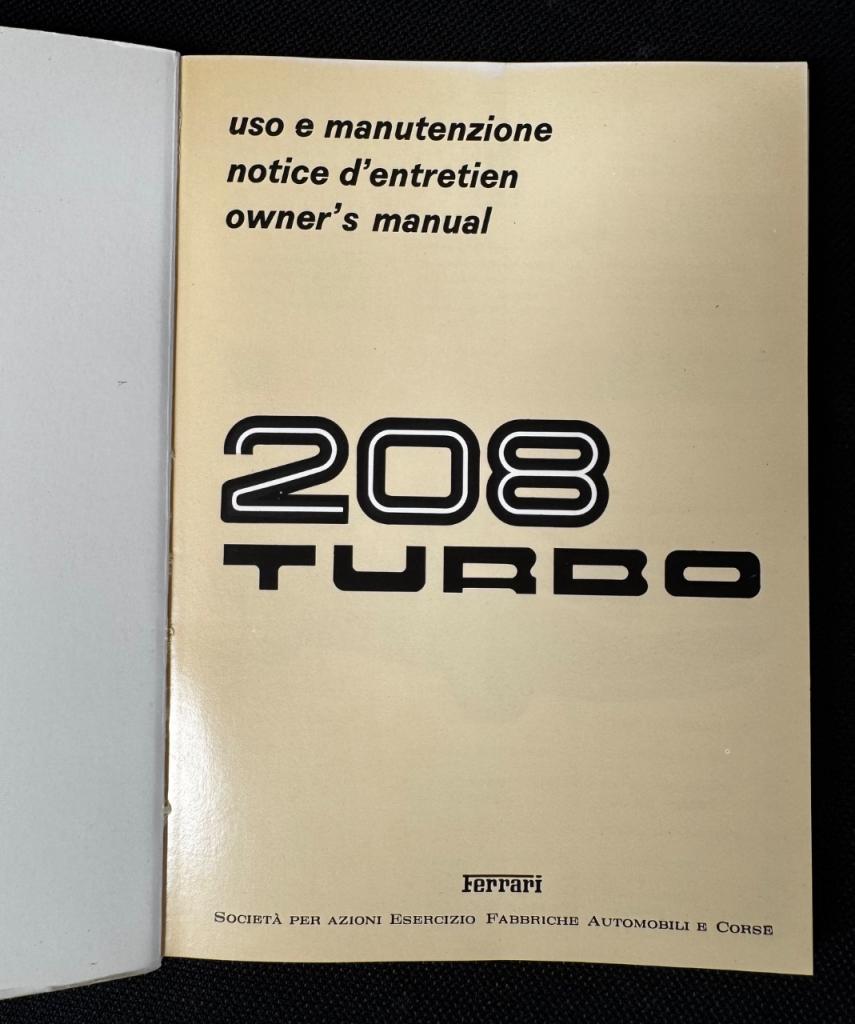 uso e manutenzione
notice d'entretien
owner's manual
208
TURBO
Ferrari
Società per azioni Esercizio Fabbriche Automobili e Corse